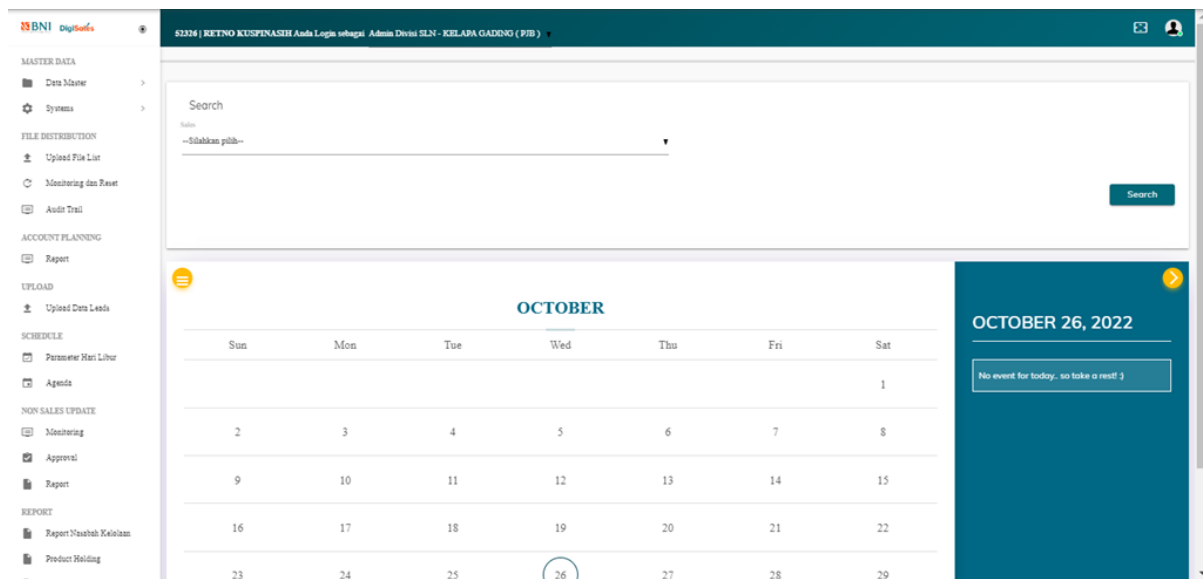 BNI DigiSales
52326 | RETNO KUSPINASIH Anda Login sebagai Admin Divisi SLN - KELAPA GADING ( PJB )
MASTER DATA
Data Master
Systems
FILE DISTRIBUTION
Upload File List
Monitoring dan Reset
Audit Trail
ACCOUNT PLANNING
Report
UPLOAD
Upload Data Leads
SCHEDULE
Parameter Hari Libur
Agenda
NON SALES UPDATE
Monitoring
Approval
Report
REPORT
Report Nasabah Kelolaan
Product Holding
Search
Sales
--Silahkan pilih--
Search
OCTOBER
Sun Mon Tue Wed Thu Fri Sat
1
2 3 4 5 6 7 8
9 10 11 12 13 14 15
16 17 18 19 20 21 22
23 24 25 26 27 28 29
OCTOBER 26, 2022
No event for today.. so take a rest! :)